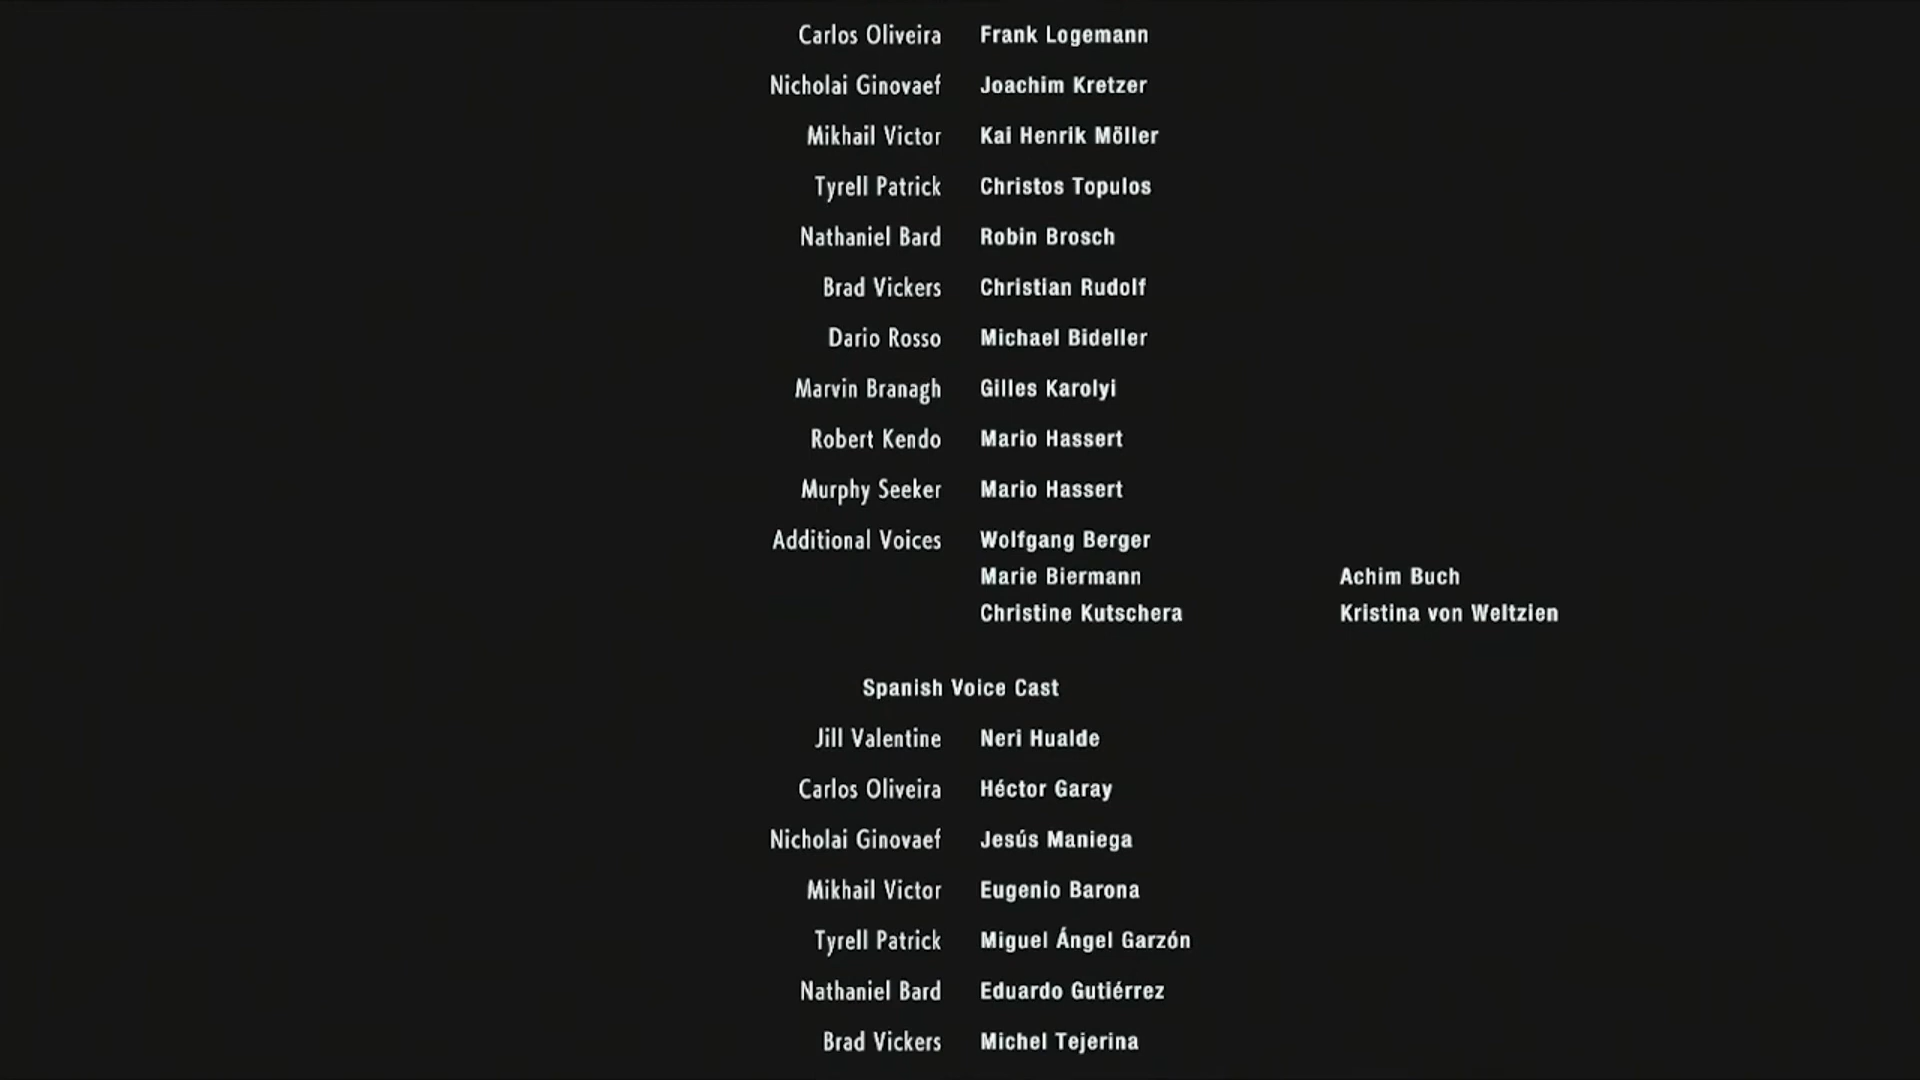 Carlos Oliveira Frank Logemann
Nicholai Ginovaef Joachim Kretzer
Mikhail Victor Kai Henrik Möller
Tyrell Patrick Christos Topulos
Nathaniel Bard Robin Brosch
Brad Vickers Christian Rudolf
Dario Rosso Michael Bideller
Marvin Branagh Gilles Karolyi
Robert Kendo Mario Hassert
Murphy Seeker Mario Hassert
Additional Voices Wolfgang Berger
Marie Biermann Achim Buch
Christine Kutschera Kristina von Weltzien
Spanish Voice Cast
Jill Valentine Neri Hualde
Carlos Oliveira Héctor Garay
Nicholai Ginovaef Jesús Maniega
Mikhail Victor Eugenio Barona
Tyrell Patrick Miguel Ángel Garzón
Nathaniel Bard Eduardo Gutiérrez
Brad Vickers Michel Tejerina